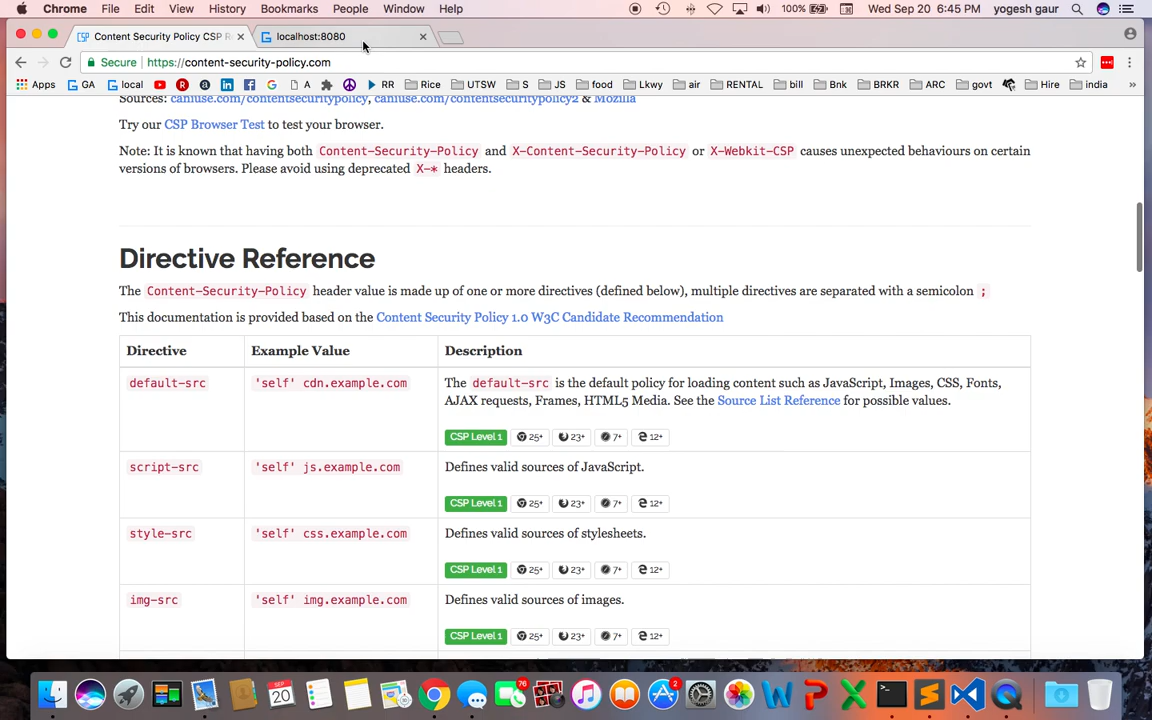 Chrome File Edit View History Bookmarks People Window Help 100% Wed Sep 20 6:45 PM yogesh gaur
Content Security Policy CSP R localhost:8080
Secure https://content-security-policy.com
Apps GA local A RR Rice UTSW S JS food Lkwy air RENTAL bill Bnk BRKR ARC govt Hire india »
Sources: caniuse.com/contentsecuritypolicy, caniuse.com/contentsecuritypolicy2 & Mozilla
Try our CSP Browser Test to test your browser.
Note: It is known that having both Content-Security-Policy and X-Content-Security-Policy or X-Webkit-CSP causes unexpected behaviours on certain
versions of browsers. Please avoid using deprecated X-* headers.
Directive Reference
The Content-Security-Policy header value is made up of one or more directives (defined below), multiple directives are separated with a semicolon ;
This documentation is provided based on the Content Security Policy 1.0 W3C Candidate Recommendation
Directive Example Value Description
default-src 'self' cdn.example.com The default-src is the default policy for loading content such as JavaScript, Images, CSS, Fonts,
AJAX requests, Frames, HTML5 Media. See the Source List Reference for possible values.
CSP Level 1 25+ 23+ 7+ 12+
script-src 'self' js.example.com Defines valid sources of JavaScript.
CSP Level 1 25+ 23+ 7+ 12+
style-src 'self' css.example.com Defines valid sources of stylesheets.
CSP Level 1 25+ 23+ 7+ 12+
img-src 'self' img.example.com Defines valid sources of images.
CSP Level 1 25+ 23+ 7+ 12+
SEP 20 76 2